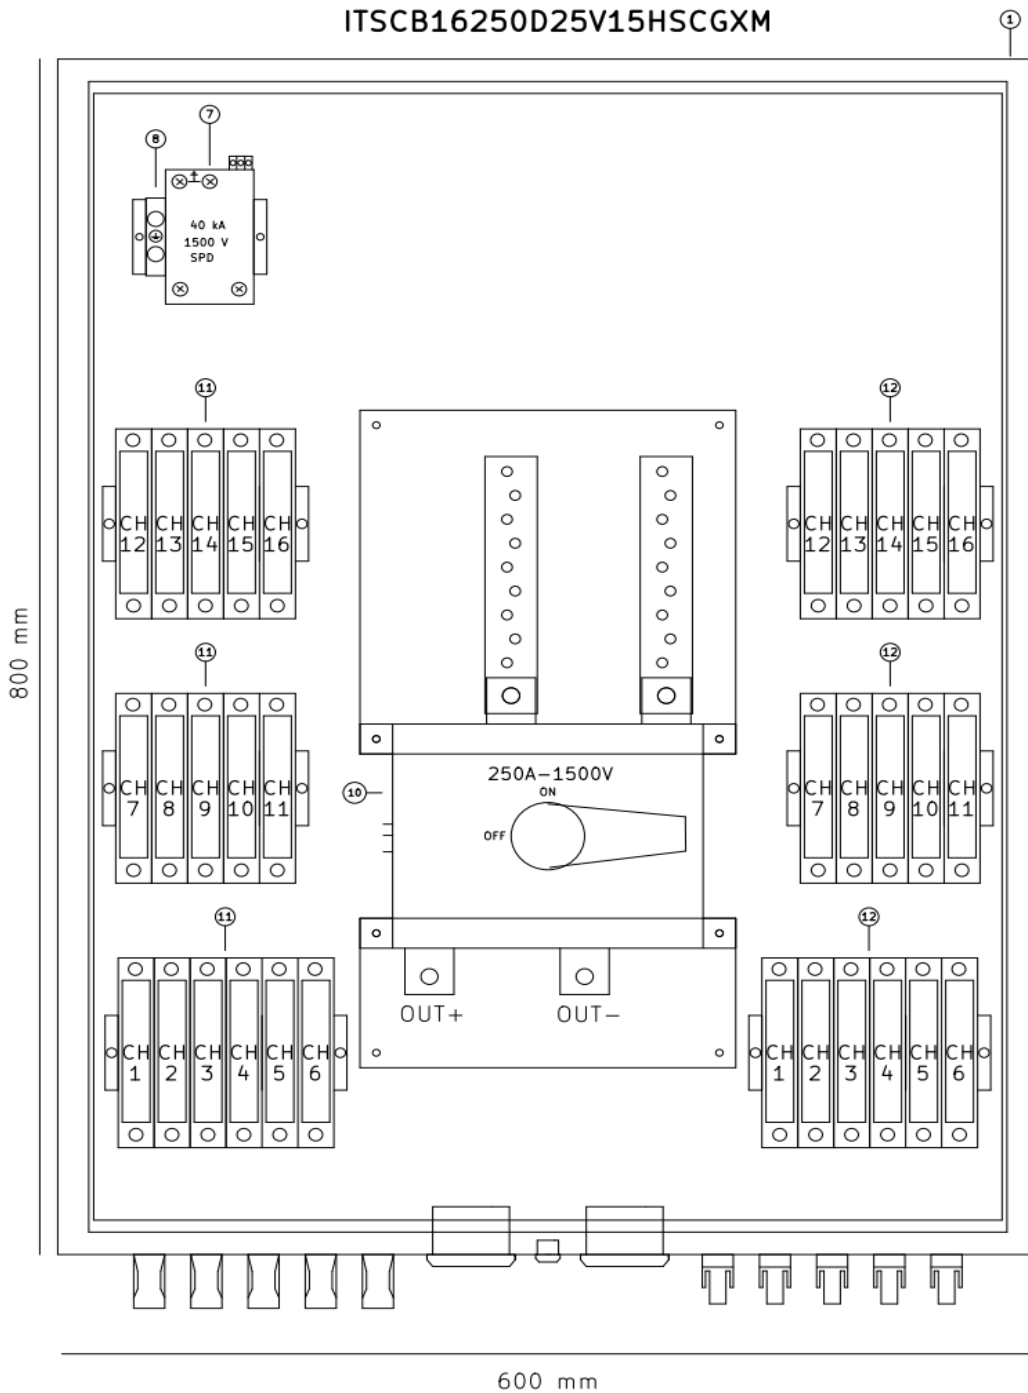 ITSCB16250D25V15HSCGXM
1
7
8
40 kA
1500 V
SPD
11
12
CH CH CH CH CH
12 13 14 15 16
CH CH CH CH CH
12 13 14 15 16
800 mm
11
12
CH CH CH CH CH
7 8 9 10 11
CH CH CH CH CH
7 8 9 10 11
250A-1500V
10
ON
OFF
11
12
OUT+ OUT-
CH CH CH CH CH CH
1 2 3 4 5 6
CH CH CH CH CH CH
1 2 3 4 5 6
600 mm